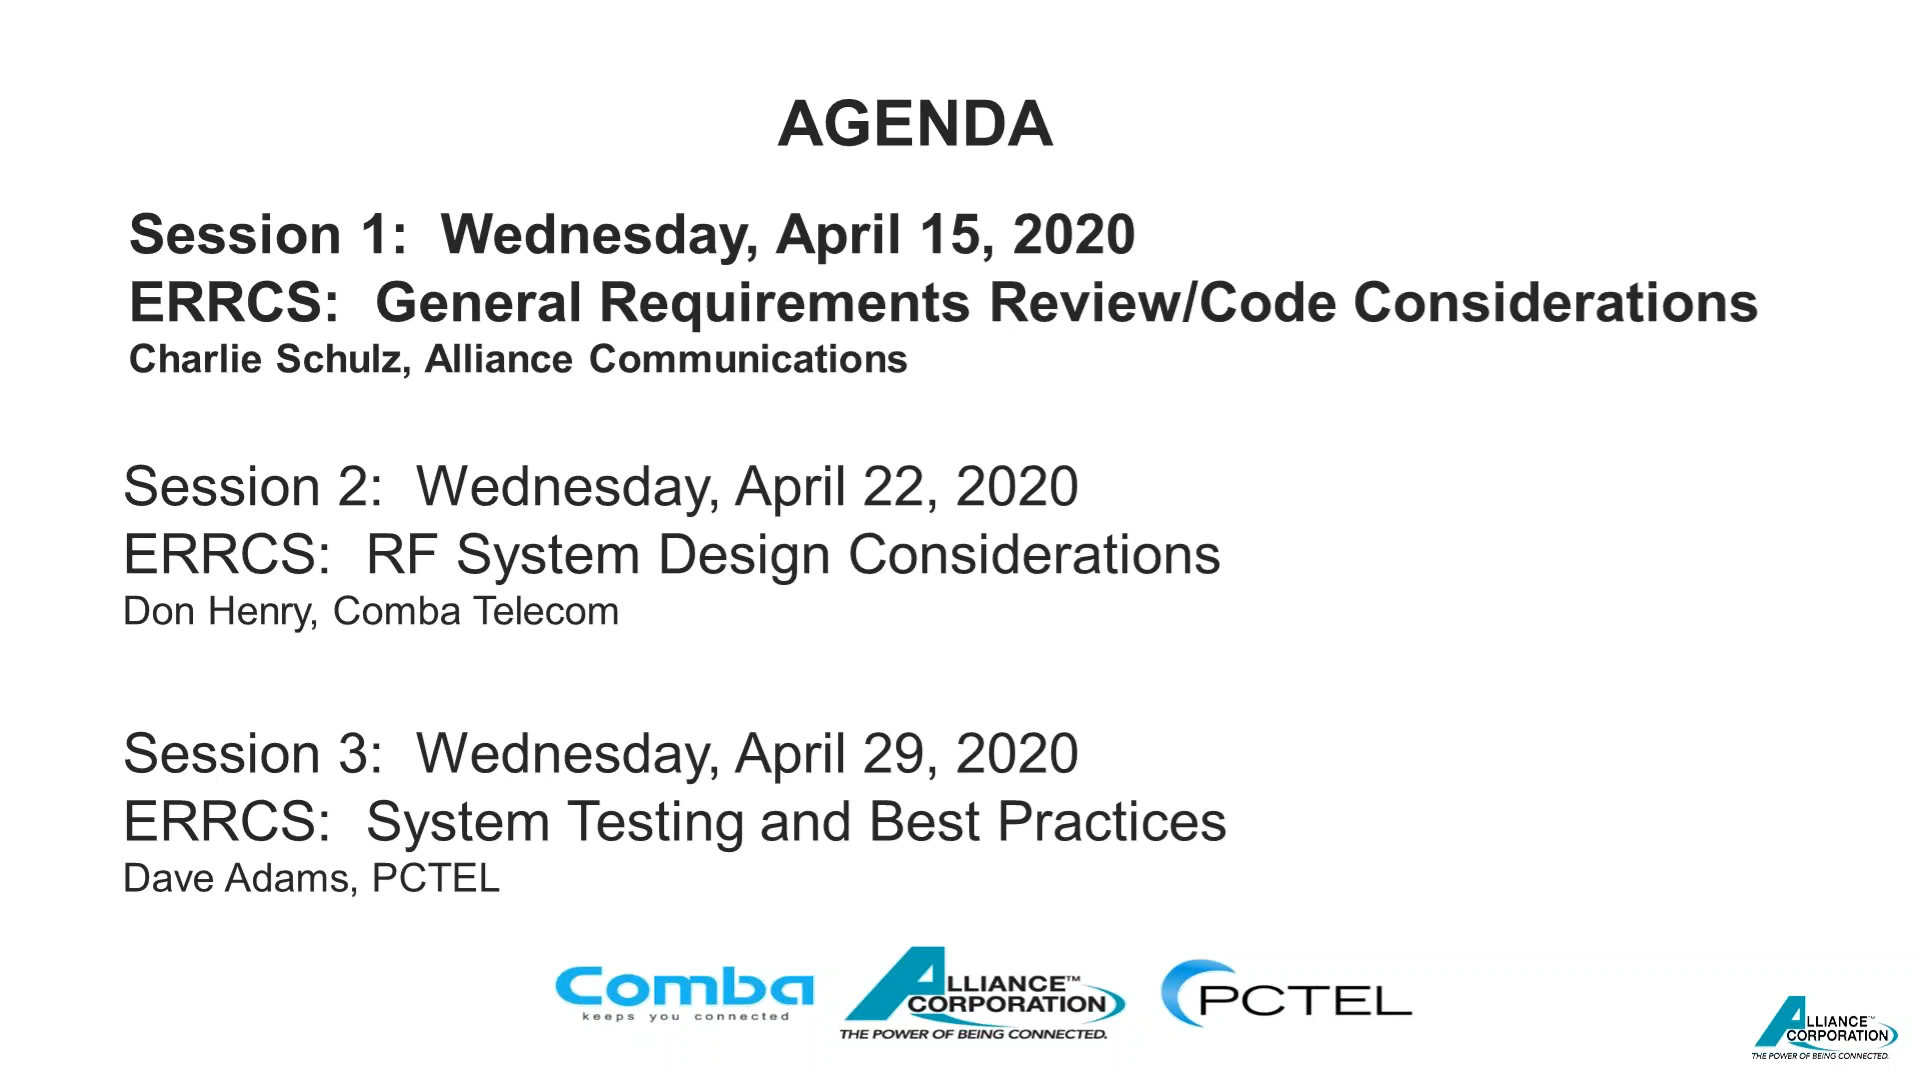 AGENDA
Session 1:  Wednesday, April 15, 2020
ERRCS:  General Requirements Review/Code Considerations
Charlie Schulz, Alliance Communications
Session 2:  Wednesday, April 22, 2020
ERRCS:  RF System Design Considerations
Don Henry, Comba Telecom
Session 3:  Wednesday, April 29, 2020
ERRCS:  System Testing and Best Practices
Dave Adams, PCTEL
Comba
keeps you connected
ALLIANCE™
CORPORATION
THE POWER OF BEING CONNECTED.
PCTEL
ALLIANCE™
CORPORATION
THE POWER OF BEING CONNECTED.